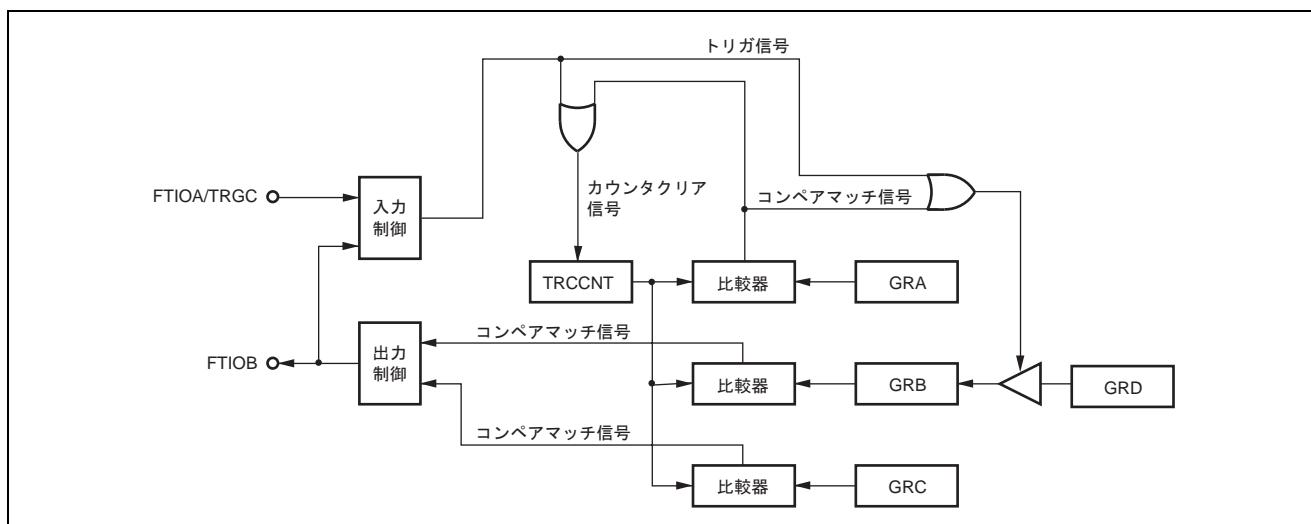 トリガ信号
FTIOA/TRGC
入力
制御
カウンタクリア
信号
コンペアマッチ信号
TRCCNT
比較器
GRA
コンペアマッチ信号
FTIOB
出力
制御
比較器
GRB
GRD
コンペアマッチ信号
比較器
GRC